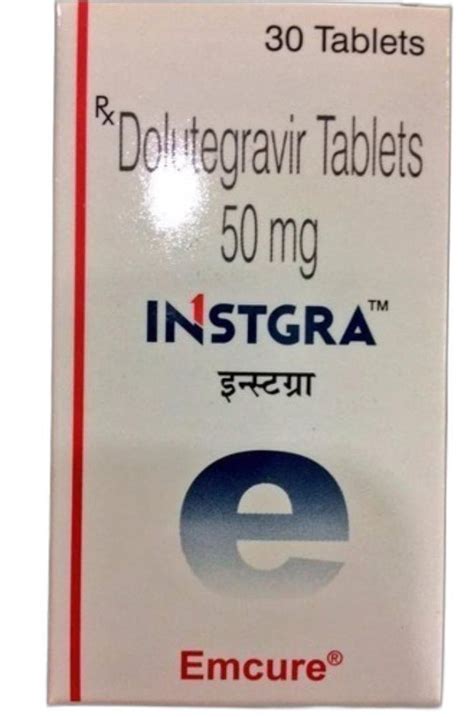 30 Tablets
Rx Dolutegravir Tablets
50 mg
INSTGRA™
इन्स्टग्रा
e
Emcure®